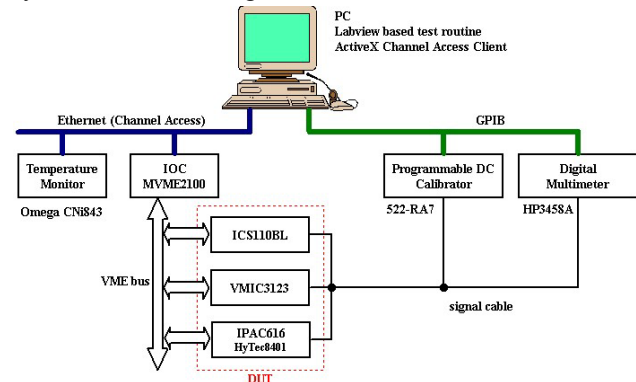 PC
Labview based test routine
ActiveX Channel Access Client
Ethernet (Channel Access)
GPIB
Temperature
Monitor
IOC
MVME2100
Programmable DC
Calibrator
Digital
Multimeter
Omega CNi843
522-RA7
HP3458A
ICS110BL
VME bus
VMIC3123
signal cable
IPAC616
HyTec8401
DUT